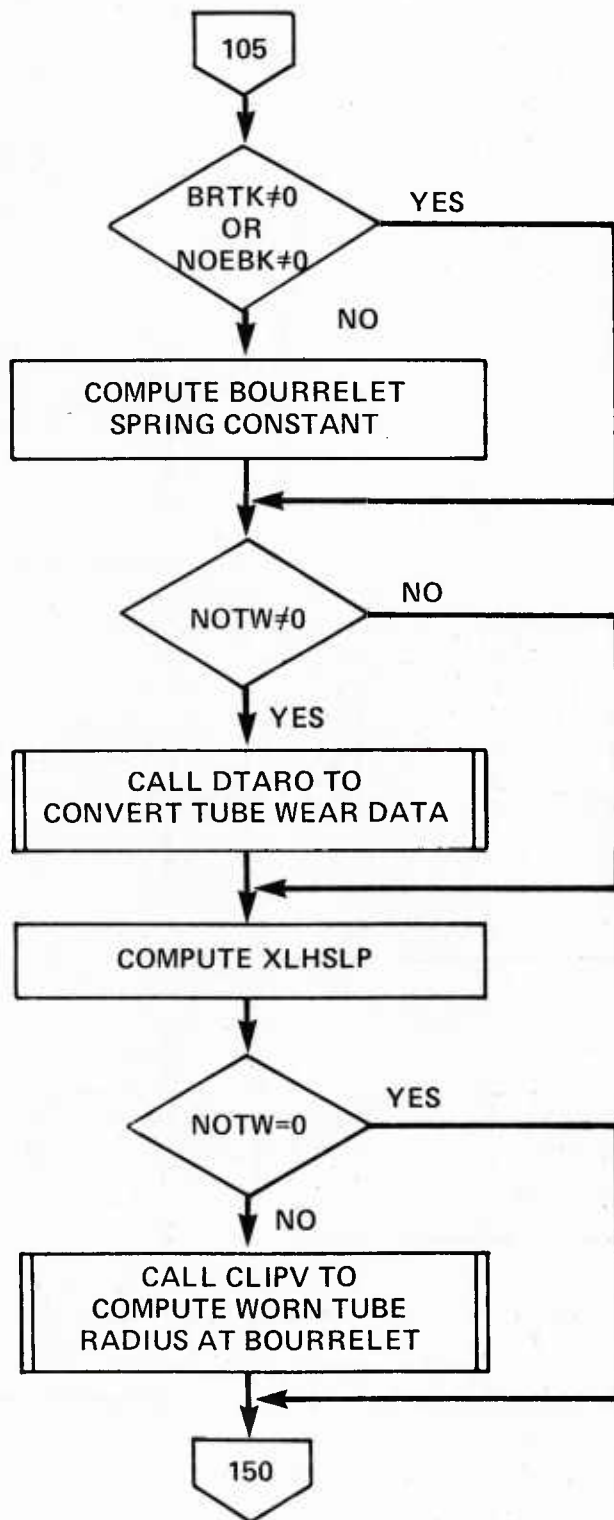 105
BRTK≠0
OR
NOEBK≠0
YES
NO
COMPUTE BOURRELET
SPRING CONSTANT
NOTW≠0
NO
YES
CALL DTARO TO
CONVERT TUBE WEAR DATA
COMPUTE XLHSLP
NOTW=0
YES
NO
CALL CLIPV TO
COMPUTE WORN TUBE
RADIUS AT BOURRELET
150